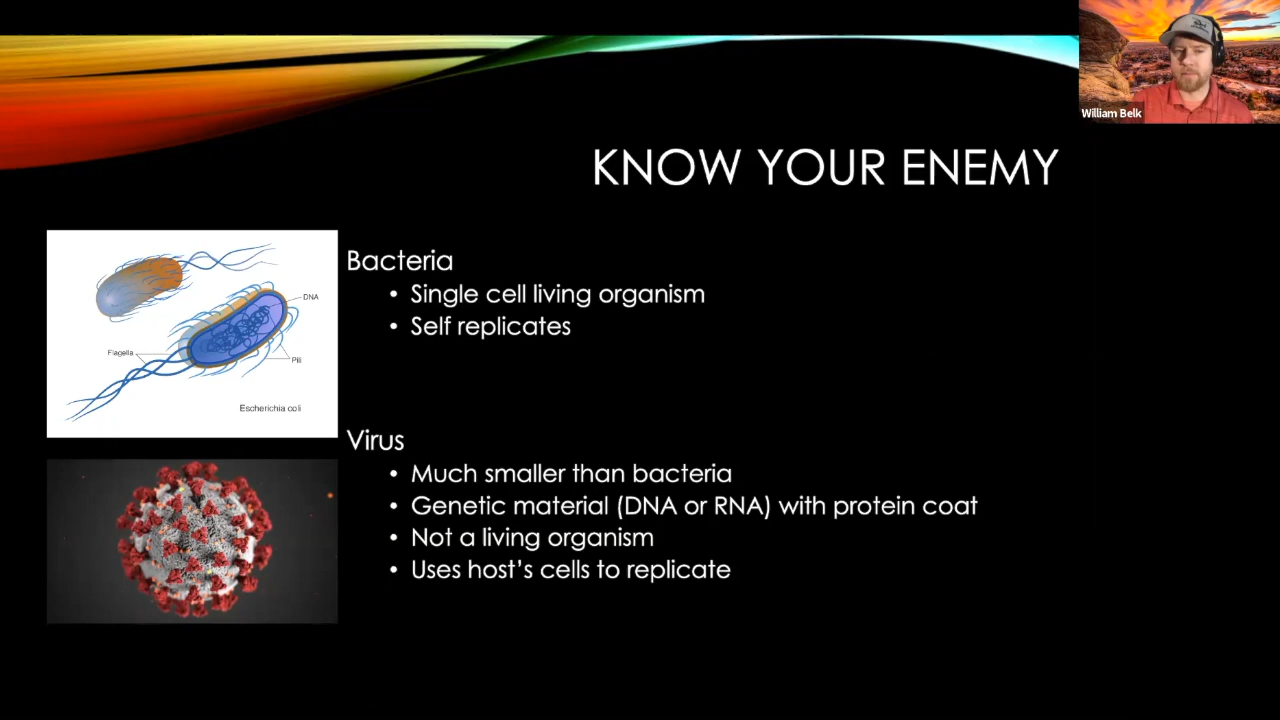 William Belk
KNOW YOUR ENEMY
Bacteria
• Single cell living organism
• Self replicates
DNA
Flagella
Pili
Escherichia coli
Virus
• Much smaller than bacteria
• Genetic material (DNA or RNA) with protein coat
• Not a living organism
• Uses host’s cells to replicate